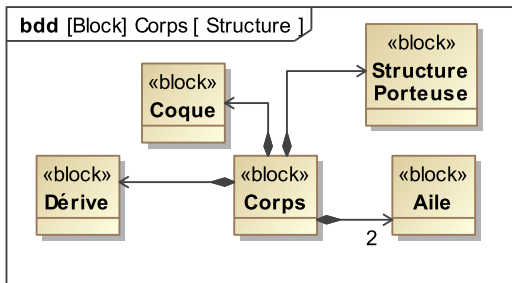 bdd [Block] Corps [ Structure ]
«block»
Structure
Porteuse
«block»
Coque
«block»
Dérive
«block»
Corps
«block»
Aile
2